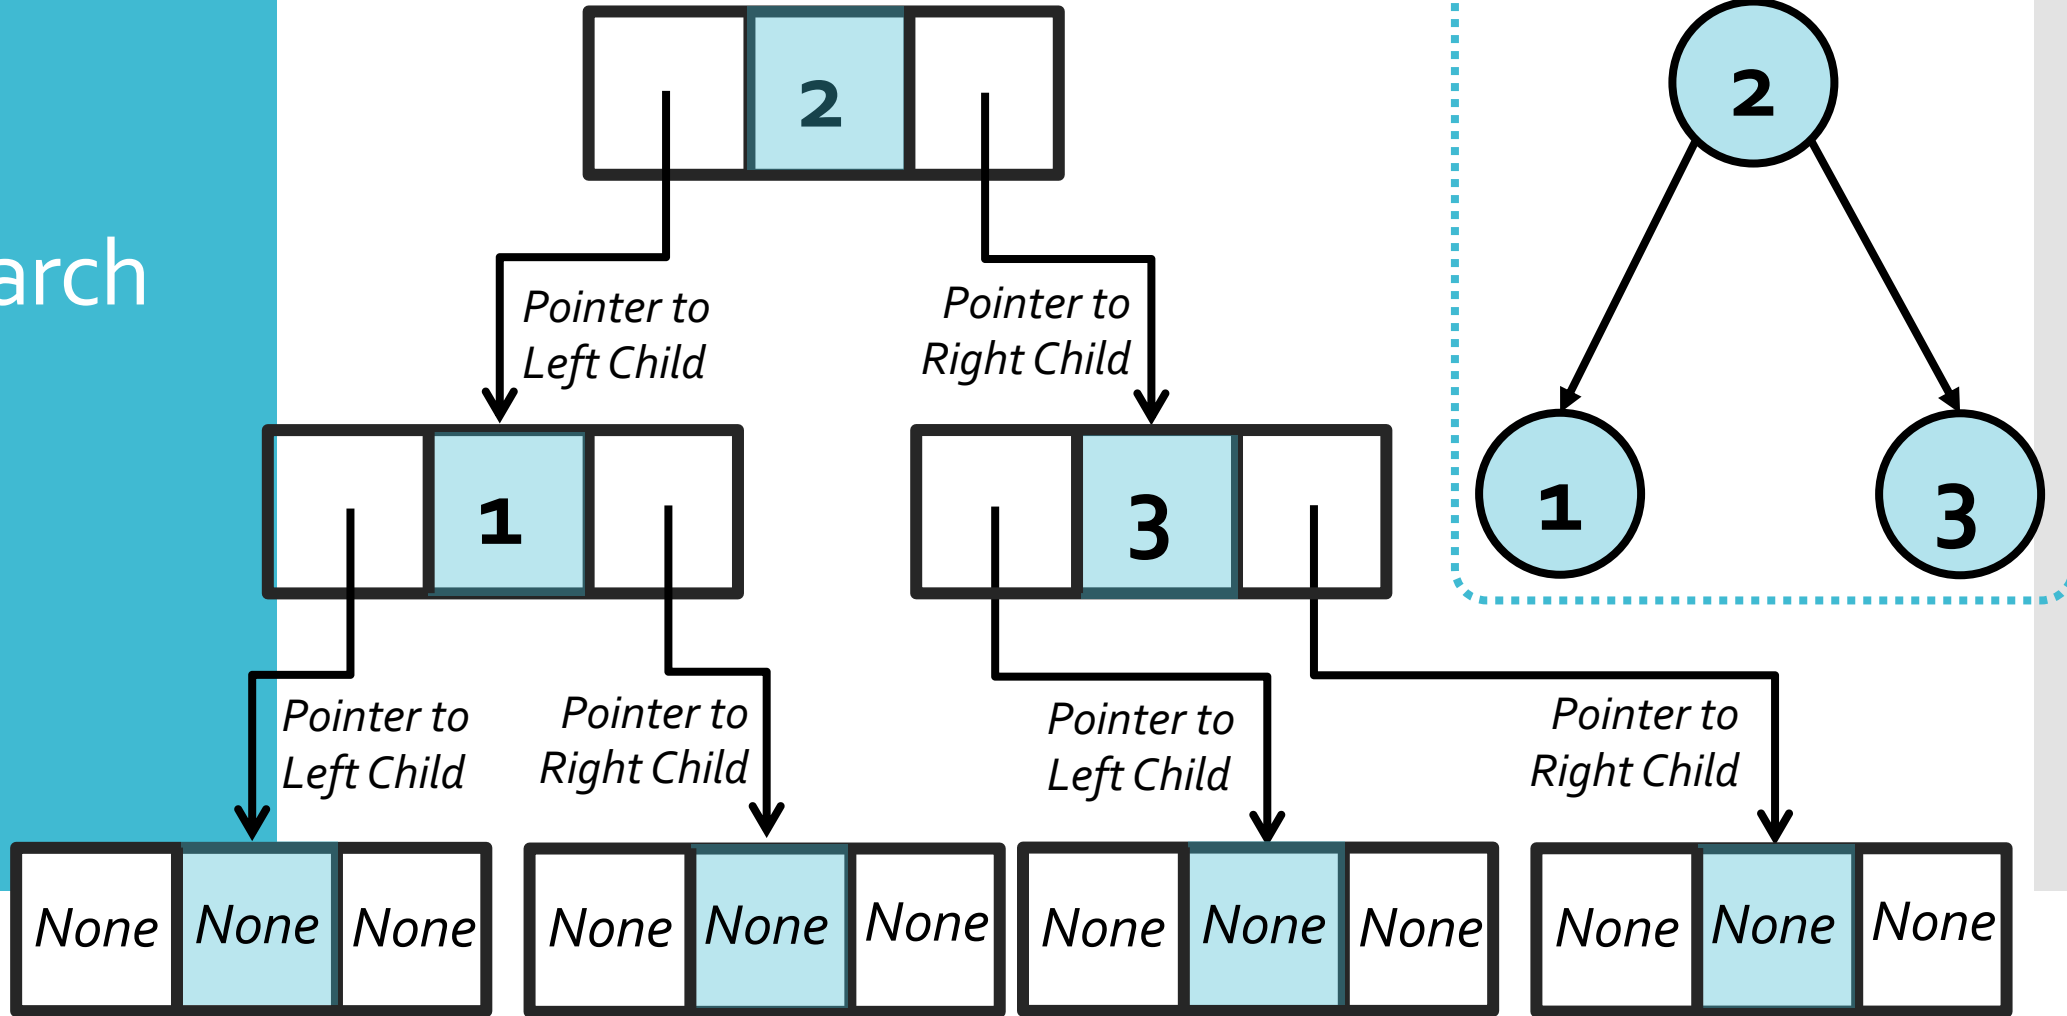 2
2
arch
Pointer to
Left Child
Pointer to
Right Child
1
3
1
3
Pointer to
Left Child
Pointer to
Right Child
Pointer to
Left Child
Pointer to
Right Child
None None None
None None None
None None None
None None None